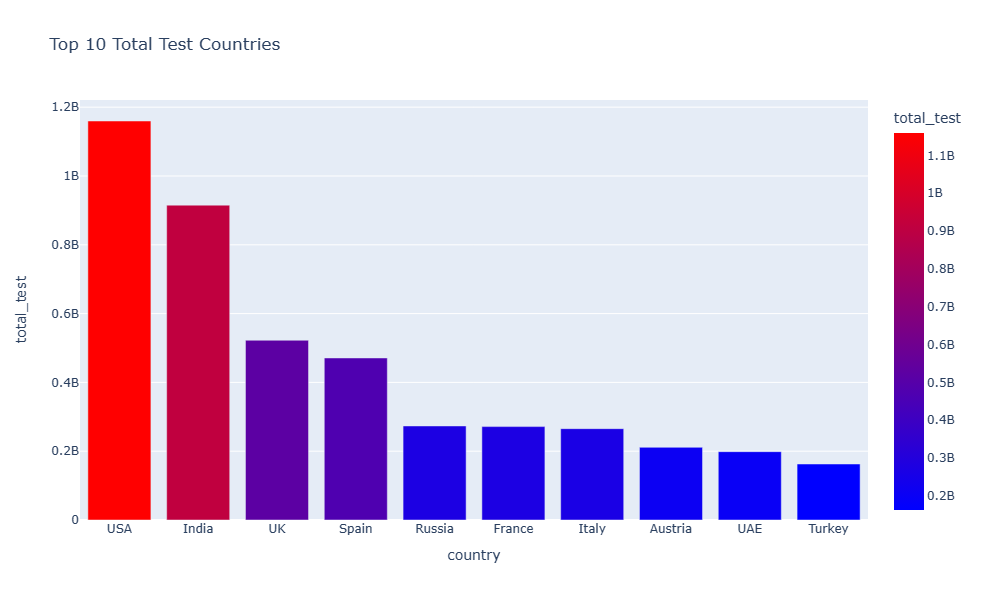 Top 10 Total Test Countries
total_test
1.2B
1B
0.8B
0.6B
0.4B
0.2B
0
USA India UK Spain Russia France Italy Austria UAE Turkey
country
total_test
1.1B
1B
0.9B
0.8B
0.7B
0.6B
0.5B
0.4B
0.3B
0.2B